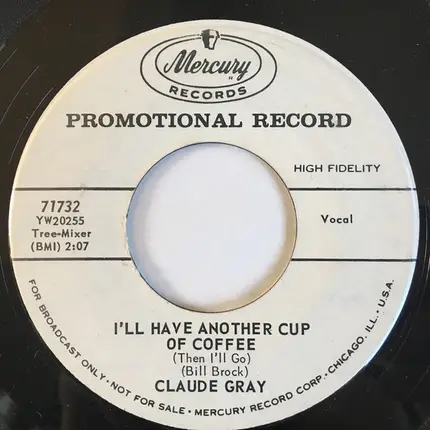 Mercury
RECORDS
PROMOTIONAL RECORD
HIGH FIDELITY
71732
YW20255
Tree-Mixer
(BMI) 2:07
Vocal
I'LL HAVE ANOTHER CUP
OF COFFEE
(Then I'll Go)
(Bill Brock)
CLAUDE GRAY
FOR BROADCAST ONLY • NOT FOR SALE • MERCURY RECORD CORP. • CHICAGO, ILL. • U.S.A.